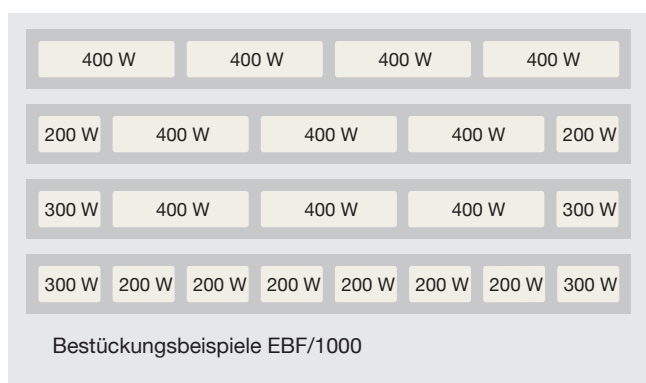 400 W 400 W 400 W 400 W
200 W 400 W 400 W 400 W 200 W
300 W 400 W 400 W 400 W 300 W
300 W 200 W 200 W 200 W 200 W 200 W 200 W 300 W
Bestückungsbeispiele EBF/1000